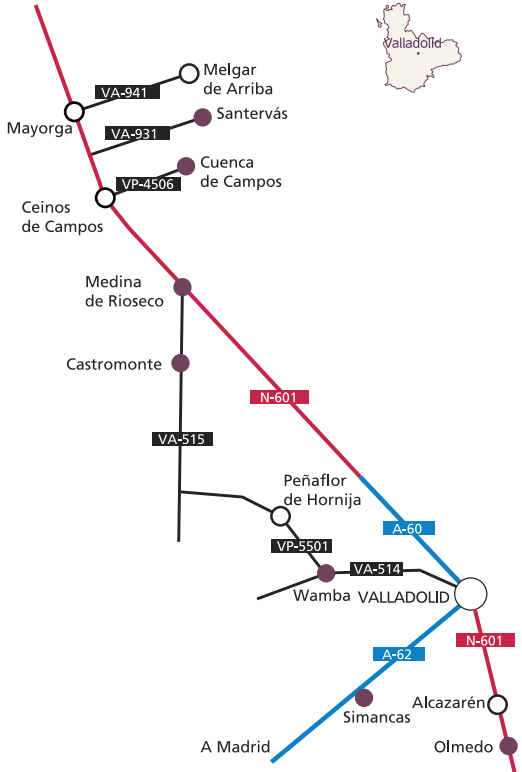 Valladolid
Melgar
de Arriba
VA-941
Santervás
Mayorga
VA-931
Cuenca
de Campos
VP-4506
Ceinos
de Campos
Medina
de Rioseco
Castromonte
N-601
VA-515
Peñaflor
de Hornija
A-60
VP-5501
VA-514
Wamba
VALLADOLID
N-601
A-62
Alcazarén
Simancas
A Madrid
Olmedo